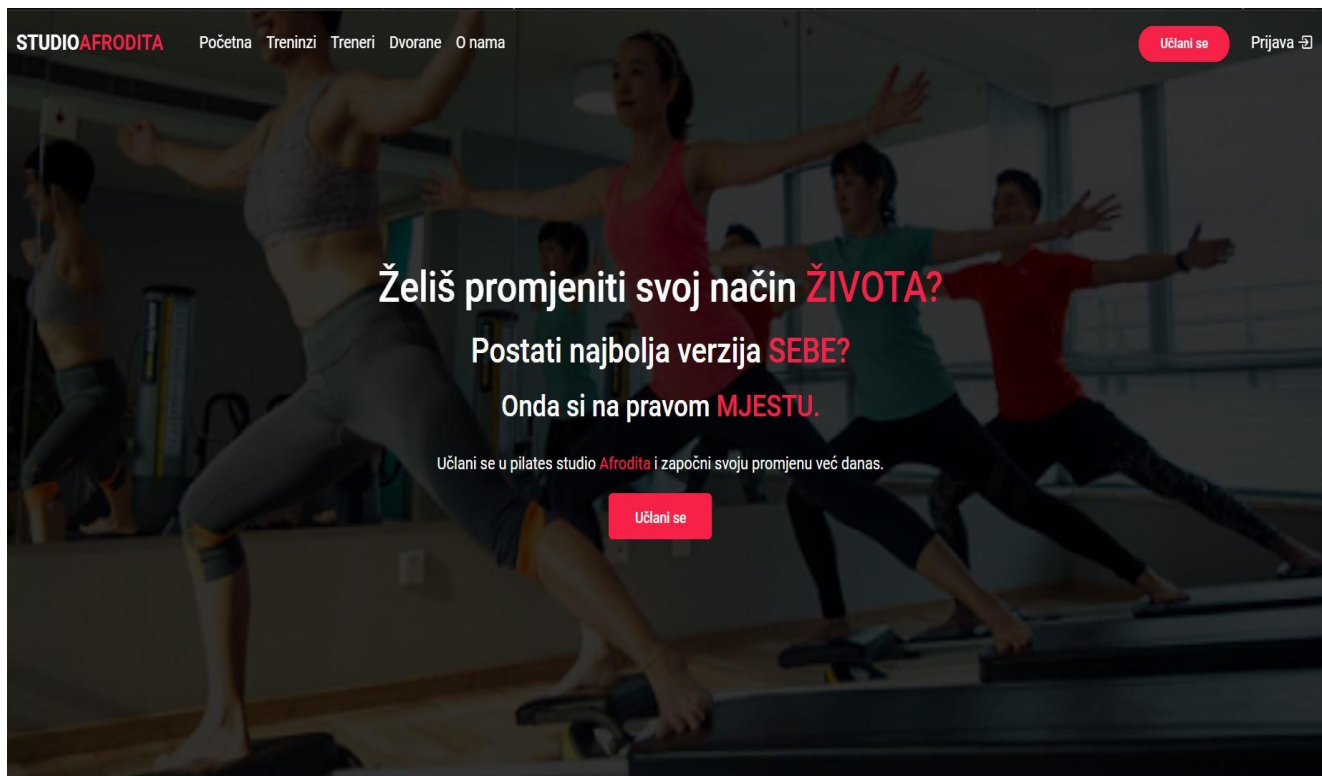 STUDIOAFRODITA Početna Treninzi Treneri Dvorane O nama Učlani se Prijava
Želiš promjeniti svoj način ŽIVOTA?
Postati najbolja verzija SEBE?
Onda si na pravom MJESTU.
Učlani se u pilates studio Afrodita i započni svoju promjenu već danas.
Učlani se